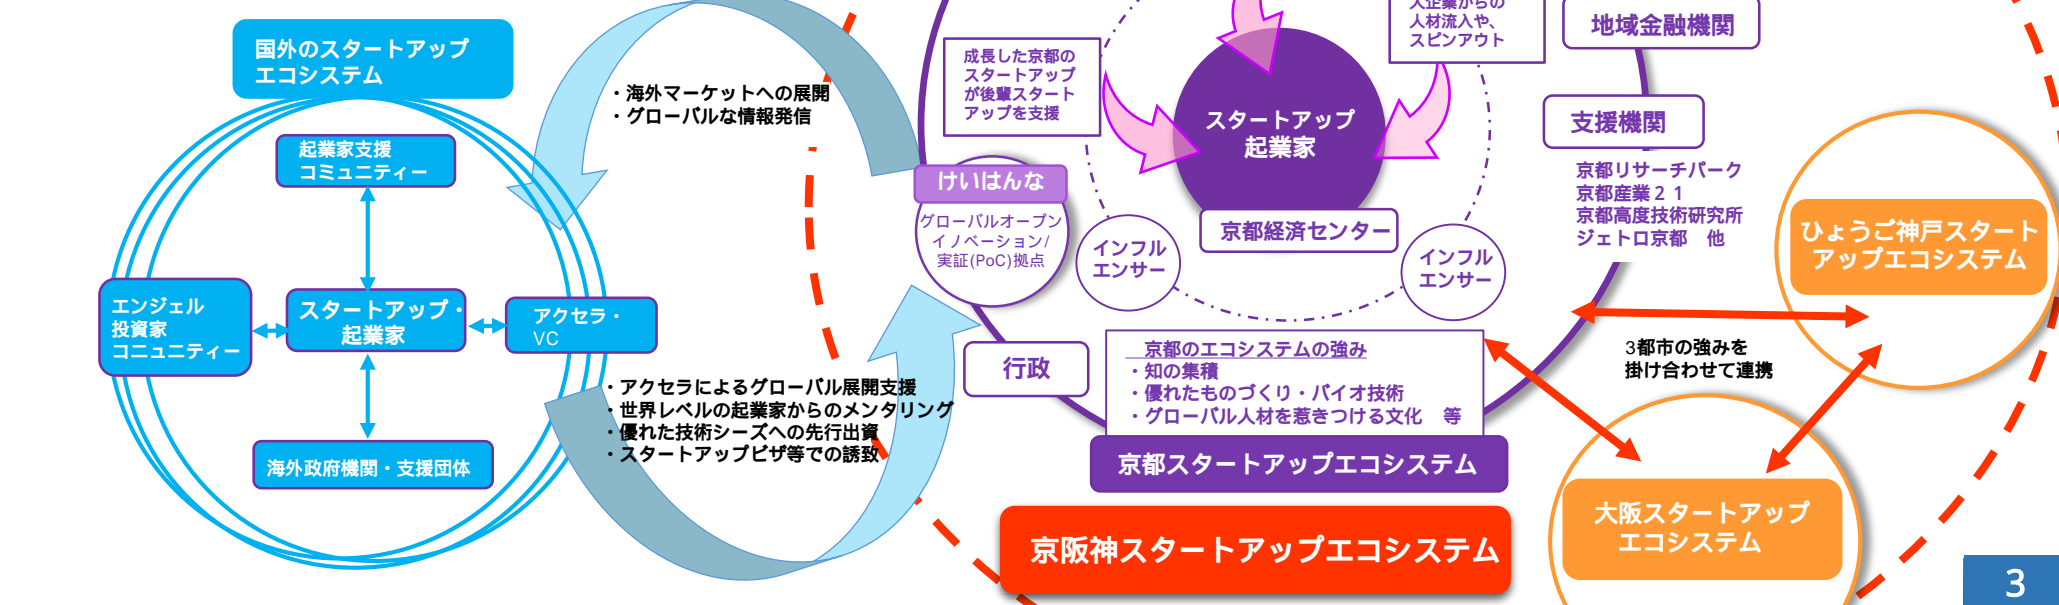 国外のスタートアップ
エコシステム
起業家支援
コミュニティー
エンジェル
投資家
コニュニティー
スタートアップ・
起業家
アクセラ・
VC
海外政府機関・支援団体
・海外マーケットへの展開
・グローバルな情報発信
・アクセラによるグローバル展開支援
・世界レベルの起業家からのメンタリング
・優れた技術シーズへの先行出資
・スタートアップビザ等での誘致
成長した京都の
スタートアップ
が後輩スタート
アップを支援
人材流入や、
スピンアウト
スタートアップ
起業家
京都経済センター
けいはんな
グローバルオープン
イノベーション/
実証(PoC)拠点
インフル
エンサー
インフル
エンサー
地域金融機関
支援機関
京都リサーチパーク
京都産業21
京都高度技術研究所
ジェトロ京都　他
行政
京都のエコシステムの強み
・知の集積
・優れたものづくり・バイオ技術
・グローバル人材を惹きつける文化　等
京都スタートアップエコシステム
京阪神スタートアップエコシステム
ひょうご神戸スタート
アップエコシステム
3都市の強みを
掛け合わせて連携
大阪スタートアップ
エコシステム
3